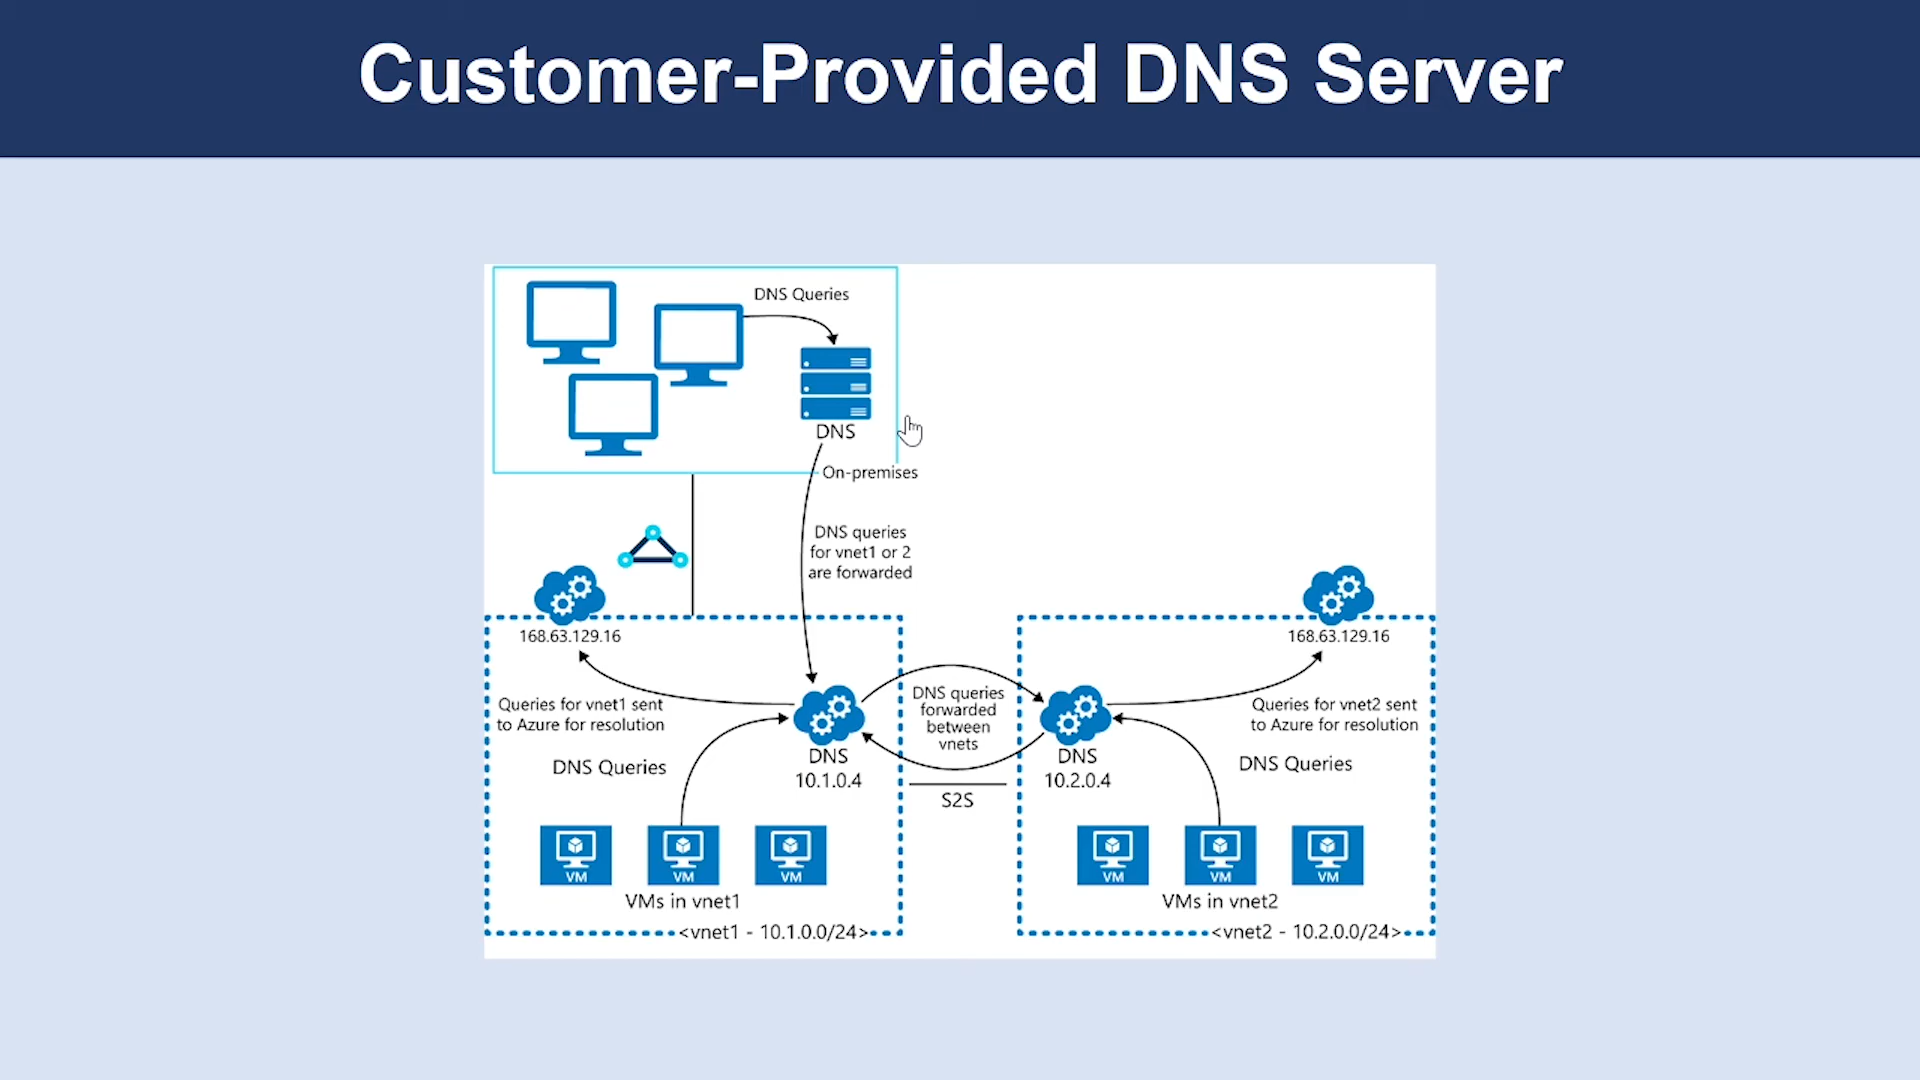 Customer-Provided DNS Server
DNS Queries
DNS
On-premises
DNS queries
for vnet1 or 2
are forwarded
168.63.129.16
Queries for vnet1 sent
to Azure for resolution
DNS Queries
DNS
10.1.0.4
VM
VM
VM
VMs in vnet1
<vnet1 - 10.1.0.0/24>
DNS queries
forwarded
between
vnets
S2S
168.63.129.16
Queries for vnet2 sent
to Azure for resolution
DNS Queries
DNS
10.2.0.4
VM
VM
VM
VMs in vnet2
<vnet2 - 10.2.0.0/24>